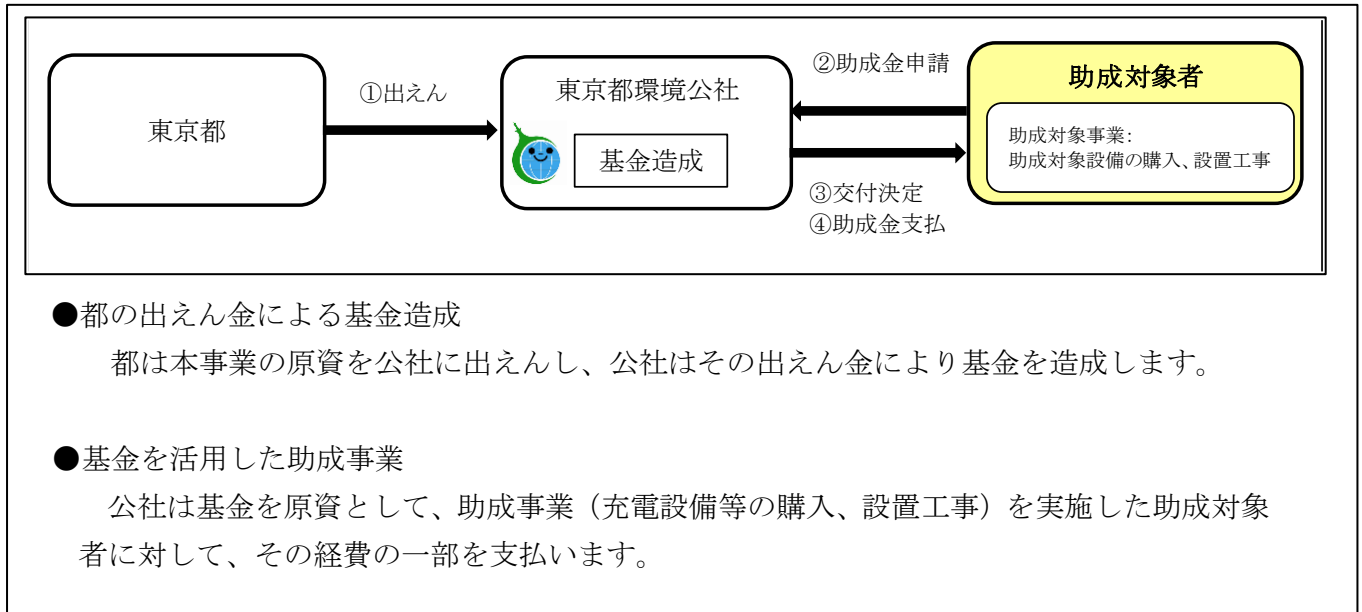 東京都
①出えん
東京都環境公社
基金造成
②助成金申請
③交付決定
④助成金支払
助成対象者
助成対象事業:
助成対象設備の購入、設置工事
●都の出えん金による基金造成
都は本事業の原資を公社に出えんし、公社はその出えん金により基金を造成します。
●基金を活用した助成事業
公社は基金を原資として、助成事業（充電設備等の購入、設置工事）を実施した助成対象
者に対して、その経費の一部を支払います。